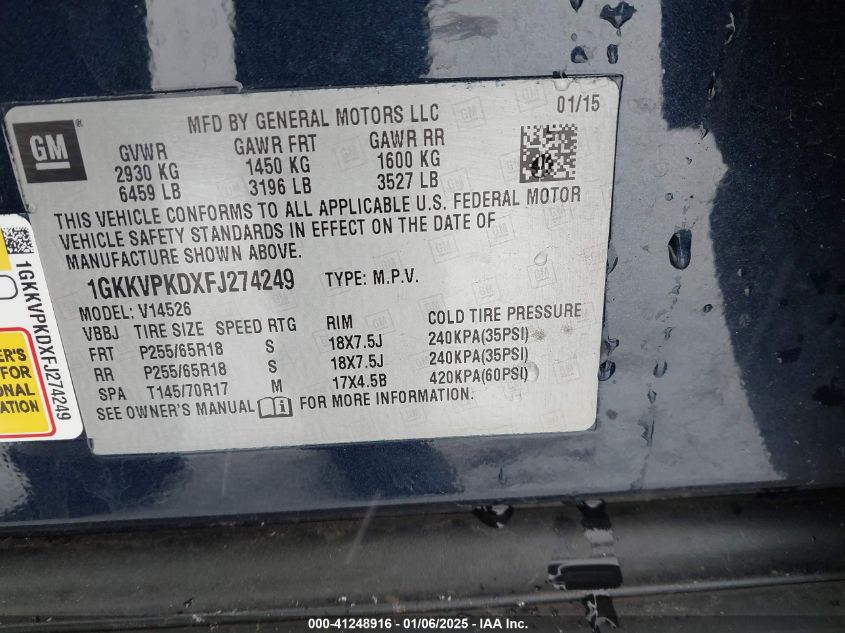 MFD BY GENERAL MOTORS LLC 01/15
GM
GVWR GAWR FRT GAWR RR
2930 KG 1450 KG 1600 KG
6459 LB 3196 LB 3527 LB
THIS VEHICLE CONFORMS TO ALL APPLICABLE U.S. FEDERAL MOTOR
VEHICLE SAFETY STANDARDS IN EFFECT ON THE DATE OF
MANUFACTURE SHOWN ABOVE.
1GKKVPKDXFJ274249 TYPE: M.P.V.
MODEL: V14526
VBBJ TIRE SIZE SPEED RTG RIM COLD TIRE PRESSURE
FRT P255/65R18 S 18X7.5J 240KPA(35PSI)
RR P255/65R18 S 18X7.5J 240KPA(35PSI)
SPA T145/70R17 M 17X4.5B 420KPA(60PSI)
SEE OWNER'S MANUAL FOR MORE INFORMATION.
1GKKVPKDXFJ274249
ER'S
FOR
ONAL
ATION
000-41248916 - 01/06/2025 - IAA Inc.